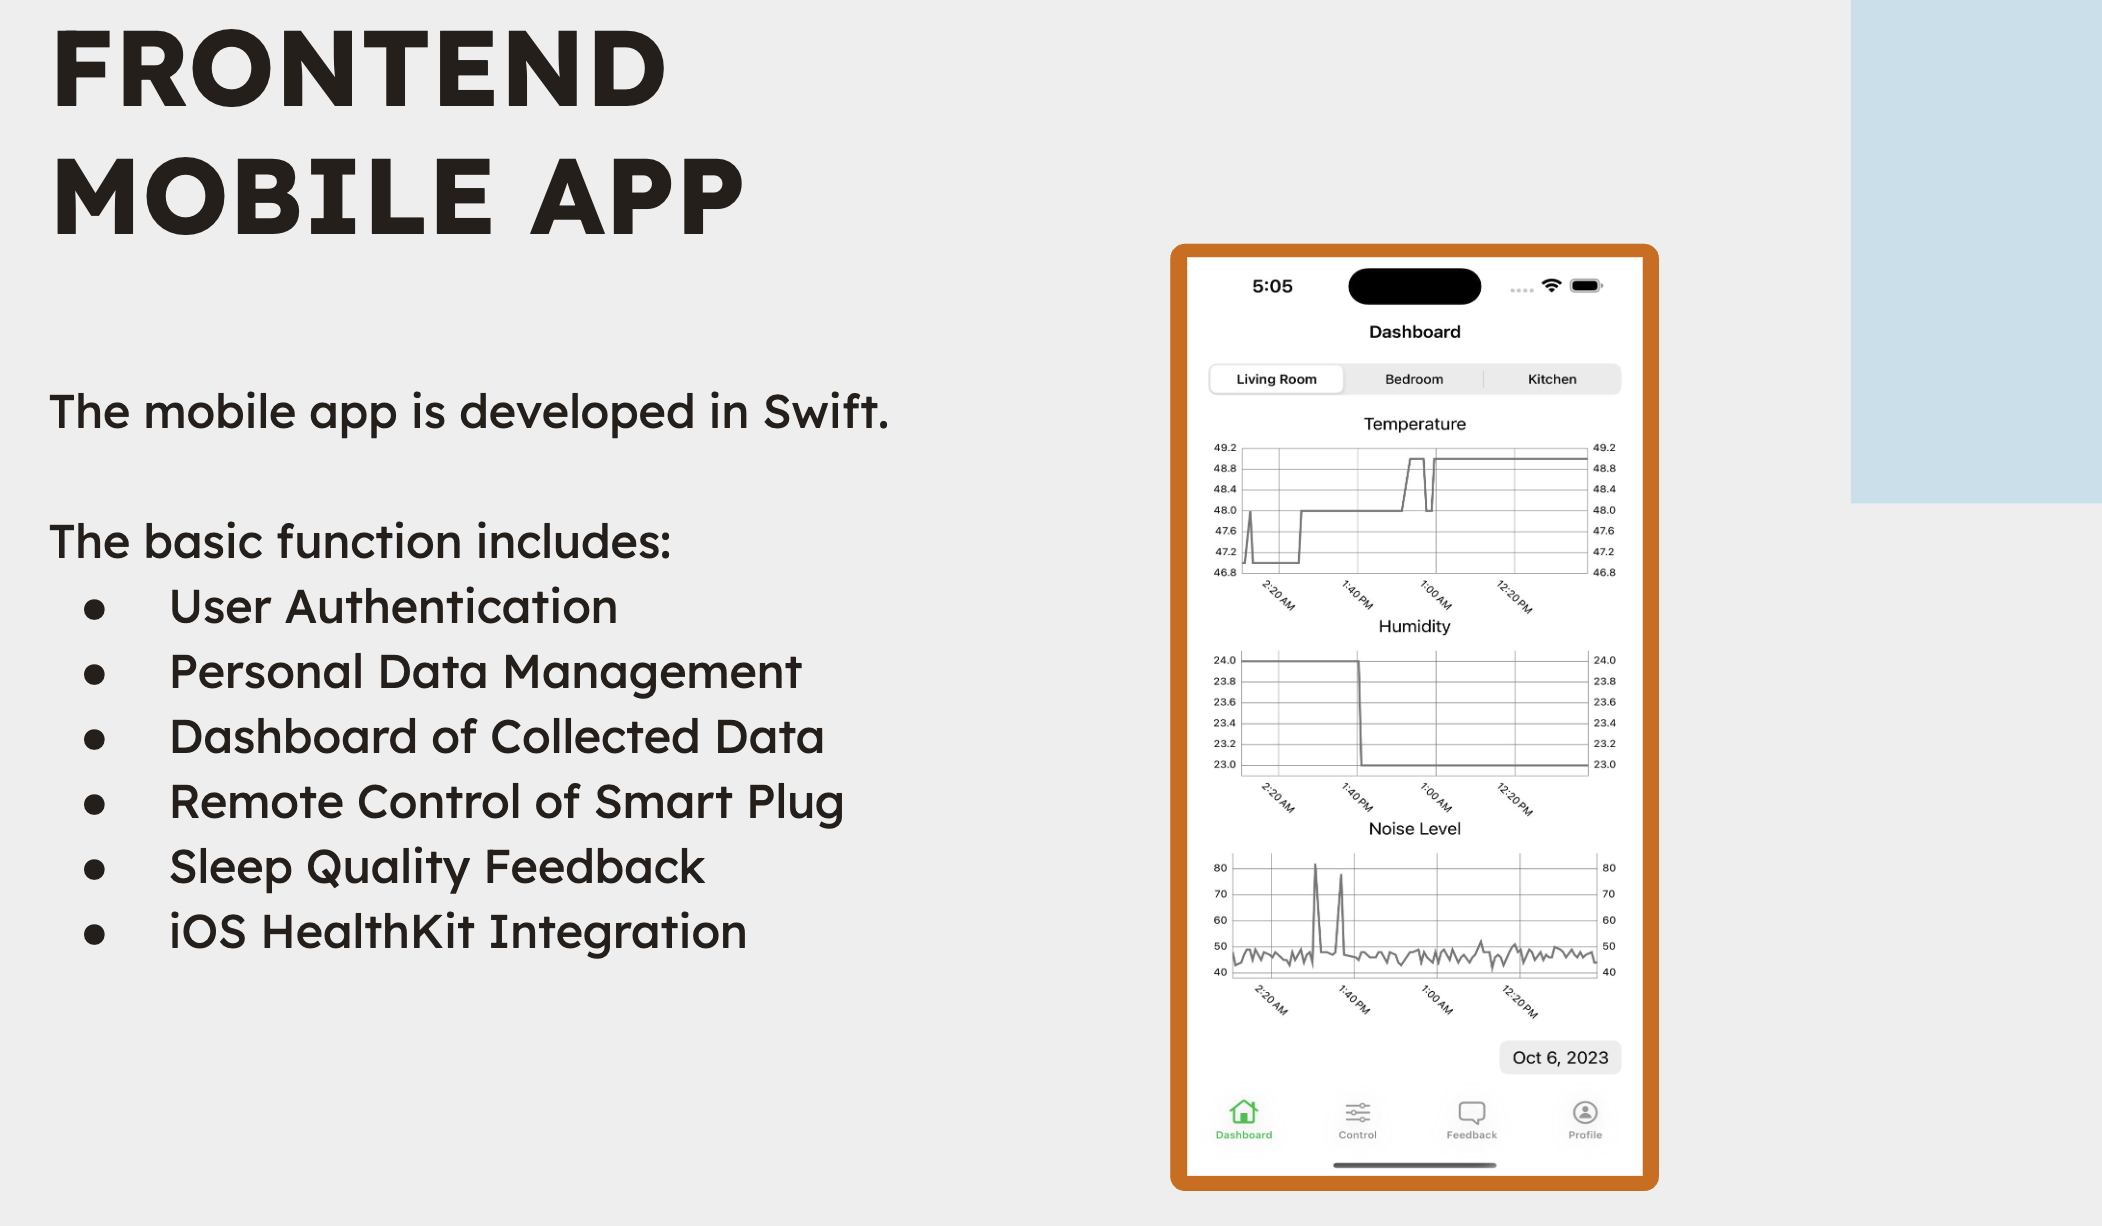 FRONTEND
MOBILE APP
The mobile app is developed in Swift.
The basic function includes:
● User Authentication
● Personal Data Management
● Dashboard of Collected Data
● Remote Control of Smart Plug
● Sleep Quality Feedback
● iOS HealthKit Integration
5:05
Dashboard
Living Room Bedroom Kitchen
Temperature
49.2 49.2
48.8 48.8
48.4 48.4
48.0 48.0
47.6 47.6
47.2 47.2
46.8 46.8
2:20 AM 1:40 PM 1:00 AM 12:20 PM
Humidity
24.0 24.0
23.8 23.8
23.6 23.6
23.4 23.4
23.2 23.2
23.0 23.0
2:20 AM 1:40 PM 1:00 AM 12:20 PM
Noise Level
80 80
70 70
60 60
50 50
40 40
2:20 AM 1:40 PM 1:00 AM 12:20 PM
Oct 6, 2023
Dashboard Control Feedback Profile